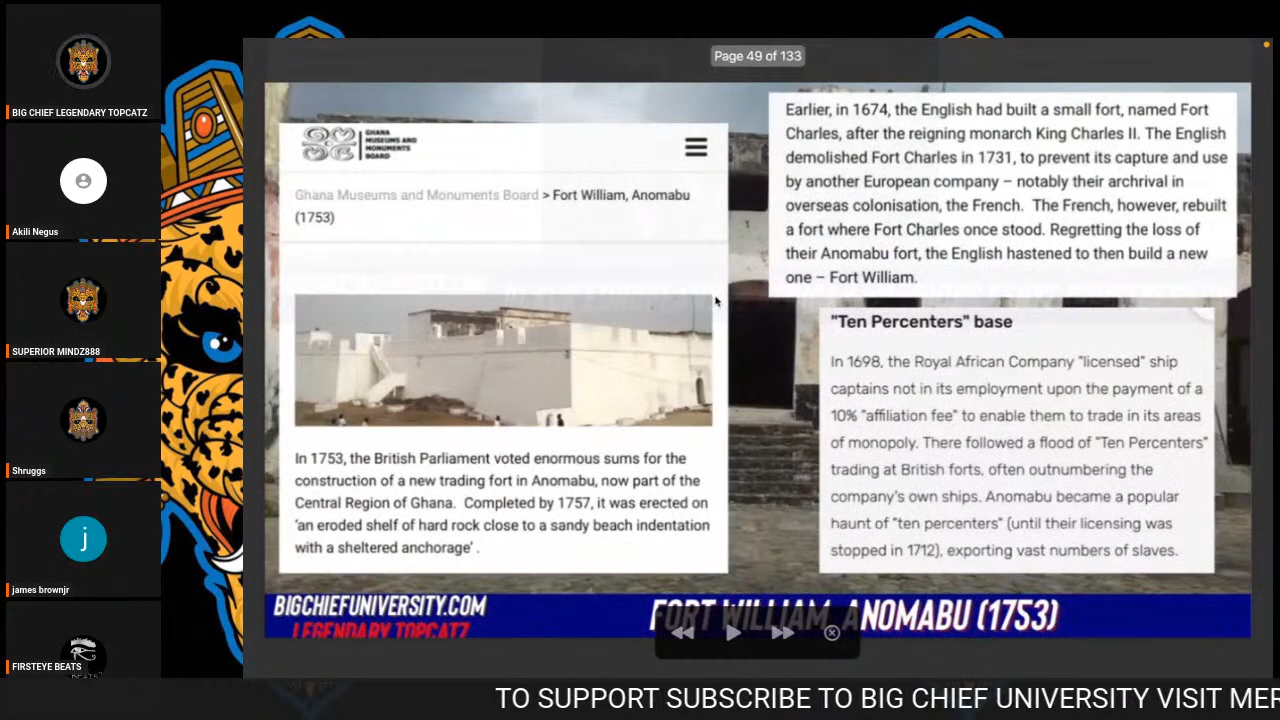 BIG CHIEF LEGENDARY TOPCATZ
Akili Negus
SUPERIOR MINDZ888
Shruggs
j
james brownjr
FIRSTEYE BEATS
Page 49 of 133
GHANA
MUSEUMS AND
MONUMENTS
BOARD
Ghana Museums and Monuments Board > Fort William, Anomabu
(1753)
In 1753, the British Parliament voted enormous sums for the
construction of a new trading fort in Anomabu, now part of the
Central Region of Ghana. Completed by 1757, it was erected on
'an eroded shelf of hard rock close to a sandy beach indentation
with a sheltered anchorage' .
Earlier, in 1674, the English had built a small fort, named Fort
Charles, after the reigning monarch King Charles II. The English
demolished Fort Charles in 1731, to prevent its capture and use
by another European company – notably their archrival in
overseas colonisation, the French. The French, however, rebuilt
a fort where Fort Charles once stood. Regretting the loss of
their Anomabu fort, the English hastened to then build a new
one – Fort William.
"Ten Percenters" base
In 1698, the Royal African Company "licensed" ship
captains not in its employment upon the payment of a
10% "affiliation fee" to enable them to trade in its areas
of monopoly. There followed a flood of "Ten Percenters"
trading at British forts, often outnumbering the
company's own ships. Anomabu became a popular
haunt of "ten percenters" (until their licensing was
stopped in 1712), exporting vast numbers of slaves.
BIGCHIEFUNIVERSITY.COM
LEGENDARY TOPCATZ
FORT WILLIAM, ANOMABU (1753)
TO SUPPORT SUBSCRIBE TO BIG CHIEF UNIVERSITY VISIT MER